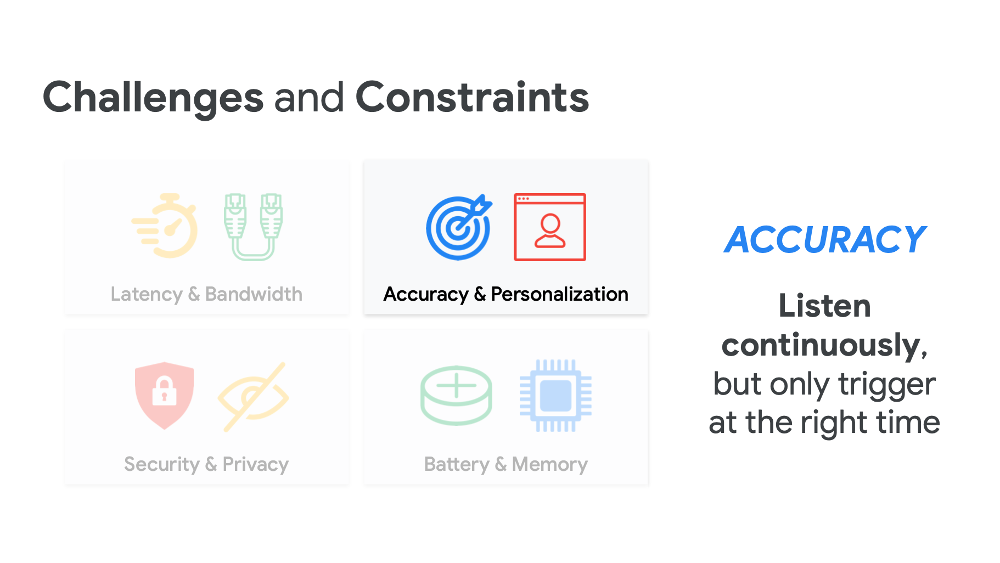 Challenges and Constraints
Latency & Bandwidth
Accuracy & Personalization
Security & Privacy
Battery & Memory
ACCURACY
Listen
continuously,
but only trigger
at the right time